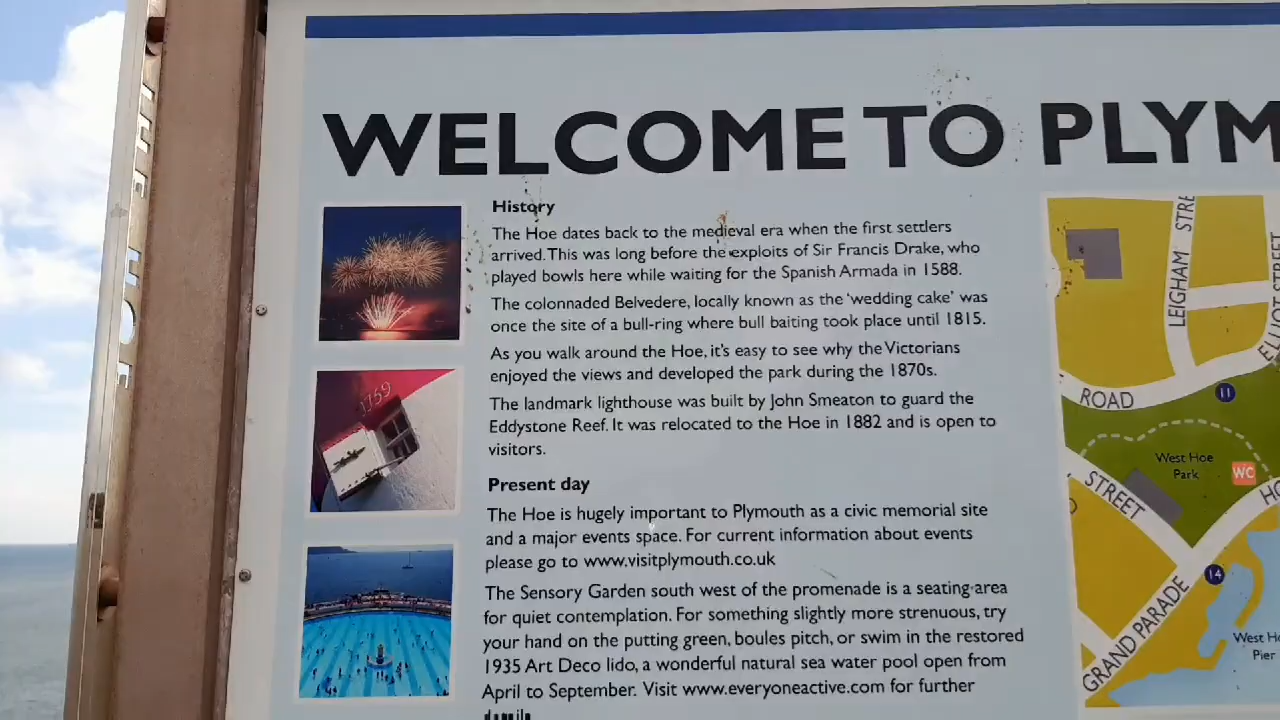 WELCOME TO PLYM
History
The Hoe dates back to the medieval era when the first settlers
arrived. This was long before the exploits of Sir Francis Drake, who
played bowls here while waiting for the Spanish Armada in 1588.
The colonnaded Belvedere, locally known as the 'wedding cake' was
once the site of a bull-ring where bull baiting took place until 1815.
As you walk around the Hoe, it's easy to see why the Victorians
enjoyed the views and developed the park during the 1870s.
The landmark lighthouse was built by John Smeaton to guard the
Eddystone Reef. It was relocated to the Hoe in 1882 and is open to
visitors.
Present day
The Hoe is hugely important to Plymouth as a civic memorial site
and a major events space. For current information about events
please go to www.visitplymouth.co.uk
The Sensory Garden south west of the promenade is a seating area
for quiet contemplation. For something slightly more strenuous, try
your hand on the putting green, boules pitch, or swim in the restored
1935 Art Deco lido, a wonderful natural sea water pool open from
April to September. Visit www.everyoneactive.com for further
1759
LEIGHAM STRE
ELLIOT STREET
ROAD
11
West Hoe
Park
WC
STREET
HO
14
GRAND PARADE
West Ho
Pier